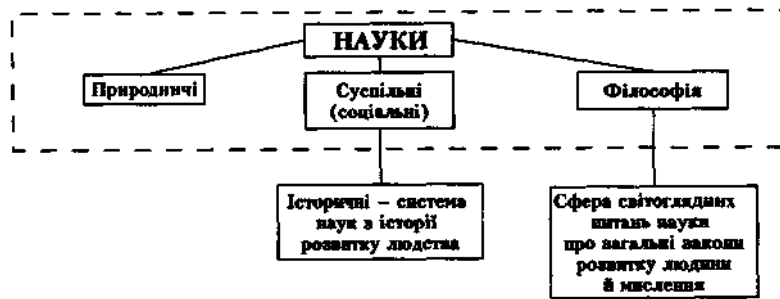 НАУКИ
Природничі
Суспільні
(соціальні)
Філософія
Історичні – система
наук з історії
розвитку людства
Сфера світоглядних
питань науки
про загальні закони
розвитку людини
й мислення